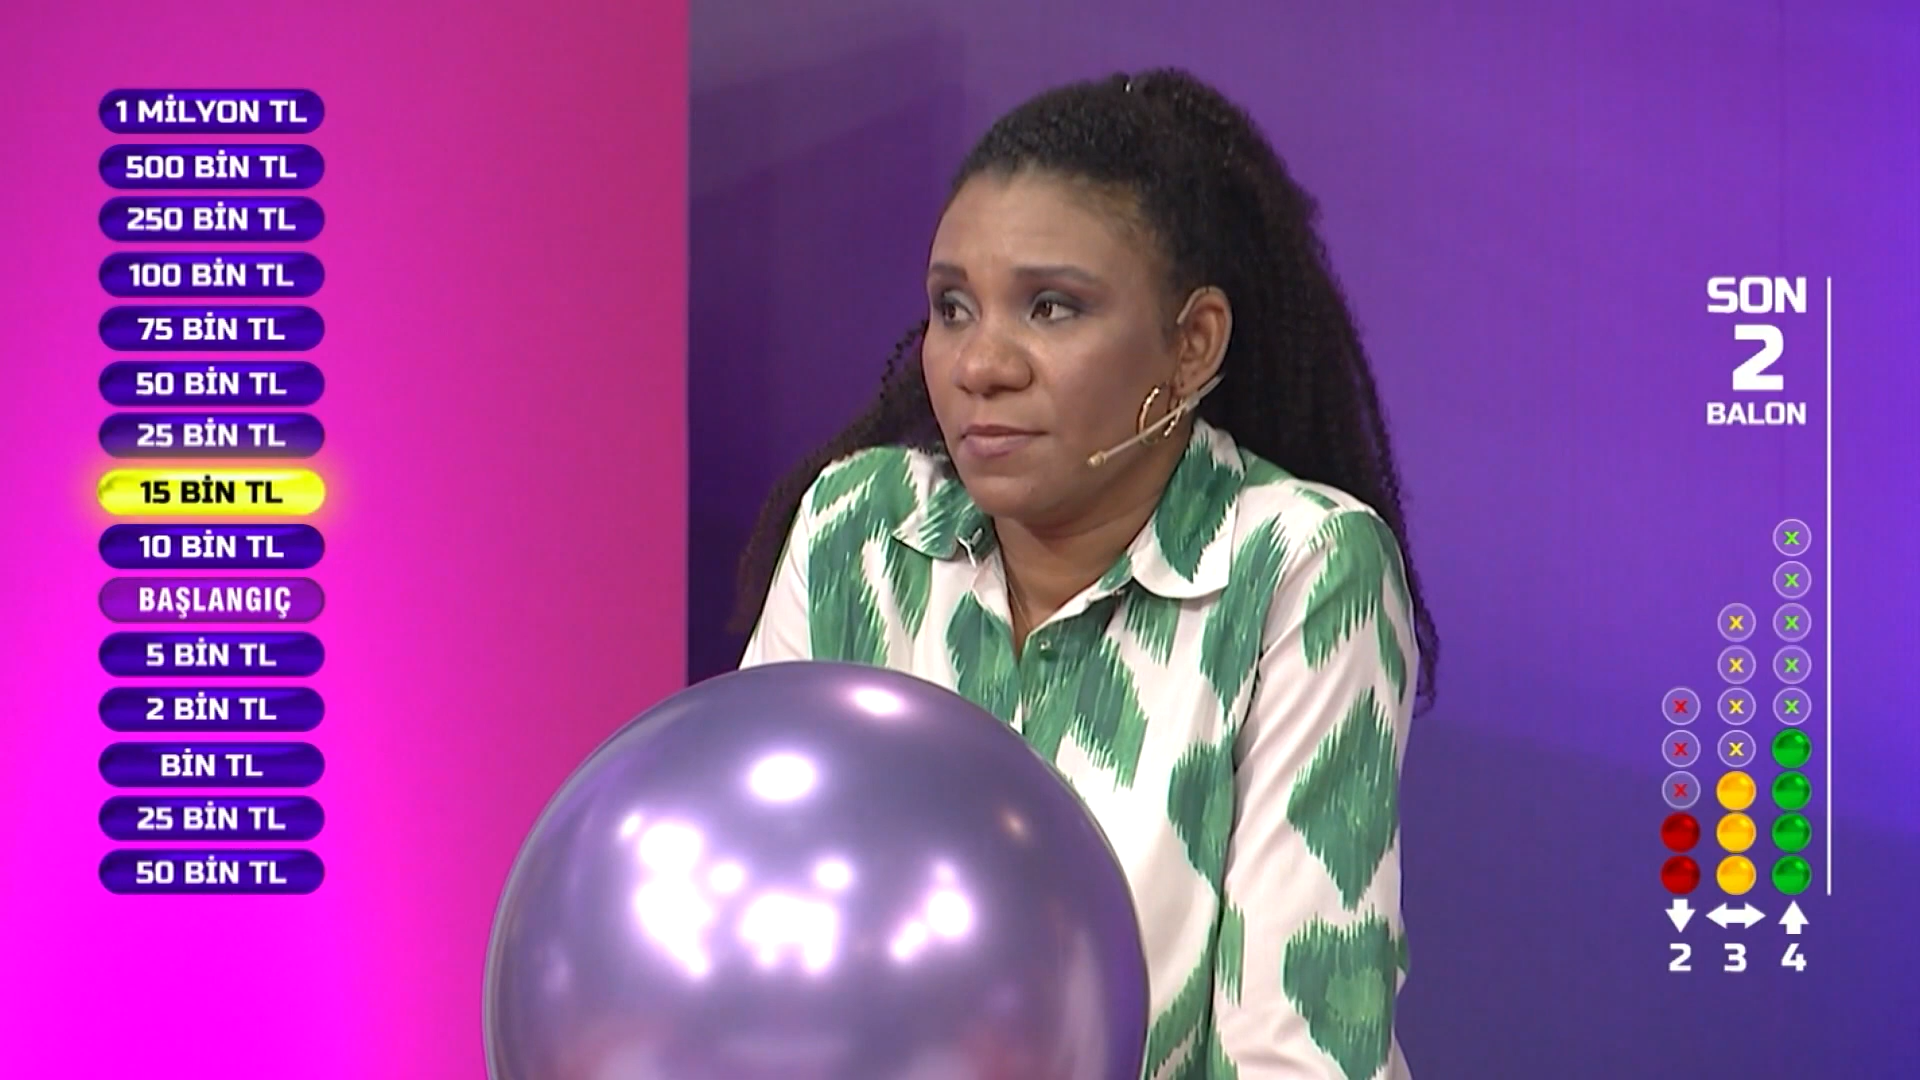 1 MİLYON TL
500 BİN TL
250 BİN TL
100 BİN TL
75 BİN TL
50 BİN TL
25 BİN TL
15 BİN TL
10 BİN TL
BAŞLANGIÇ
5 BİN TL
2 BİN TL
BİN TL
25 BİN TL
50 BİN TL
SON
2
BALON
2 3 4